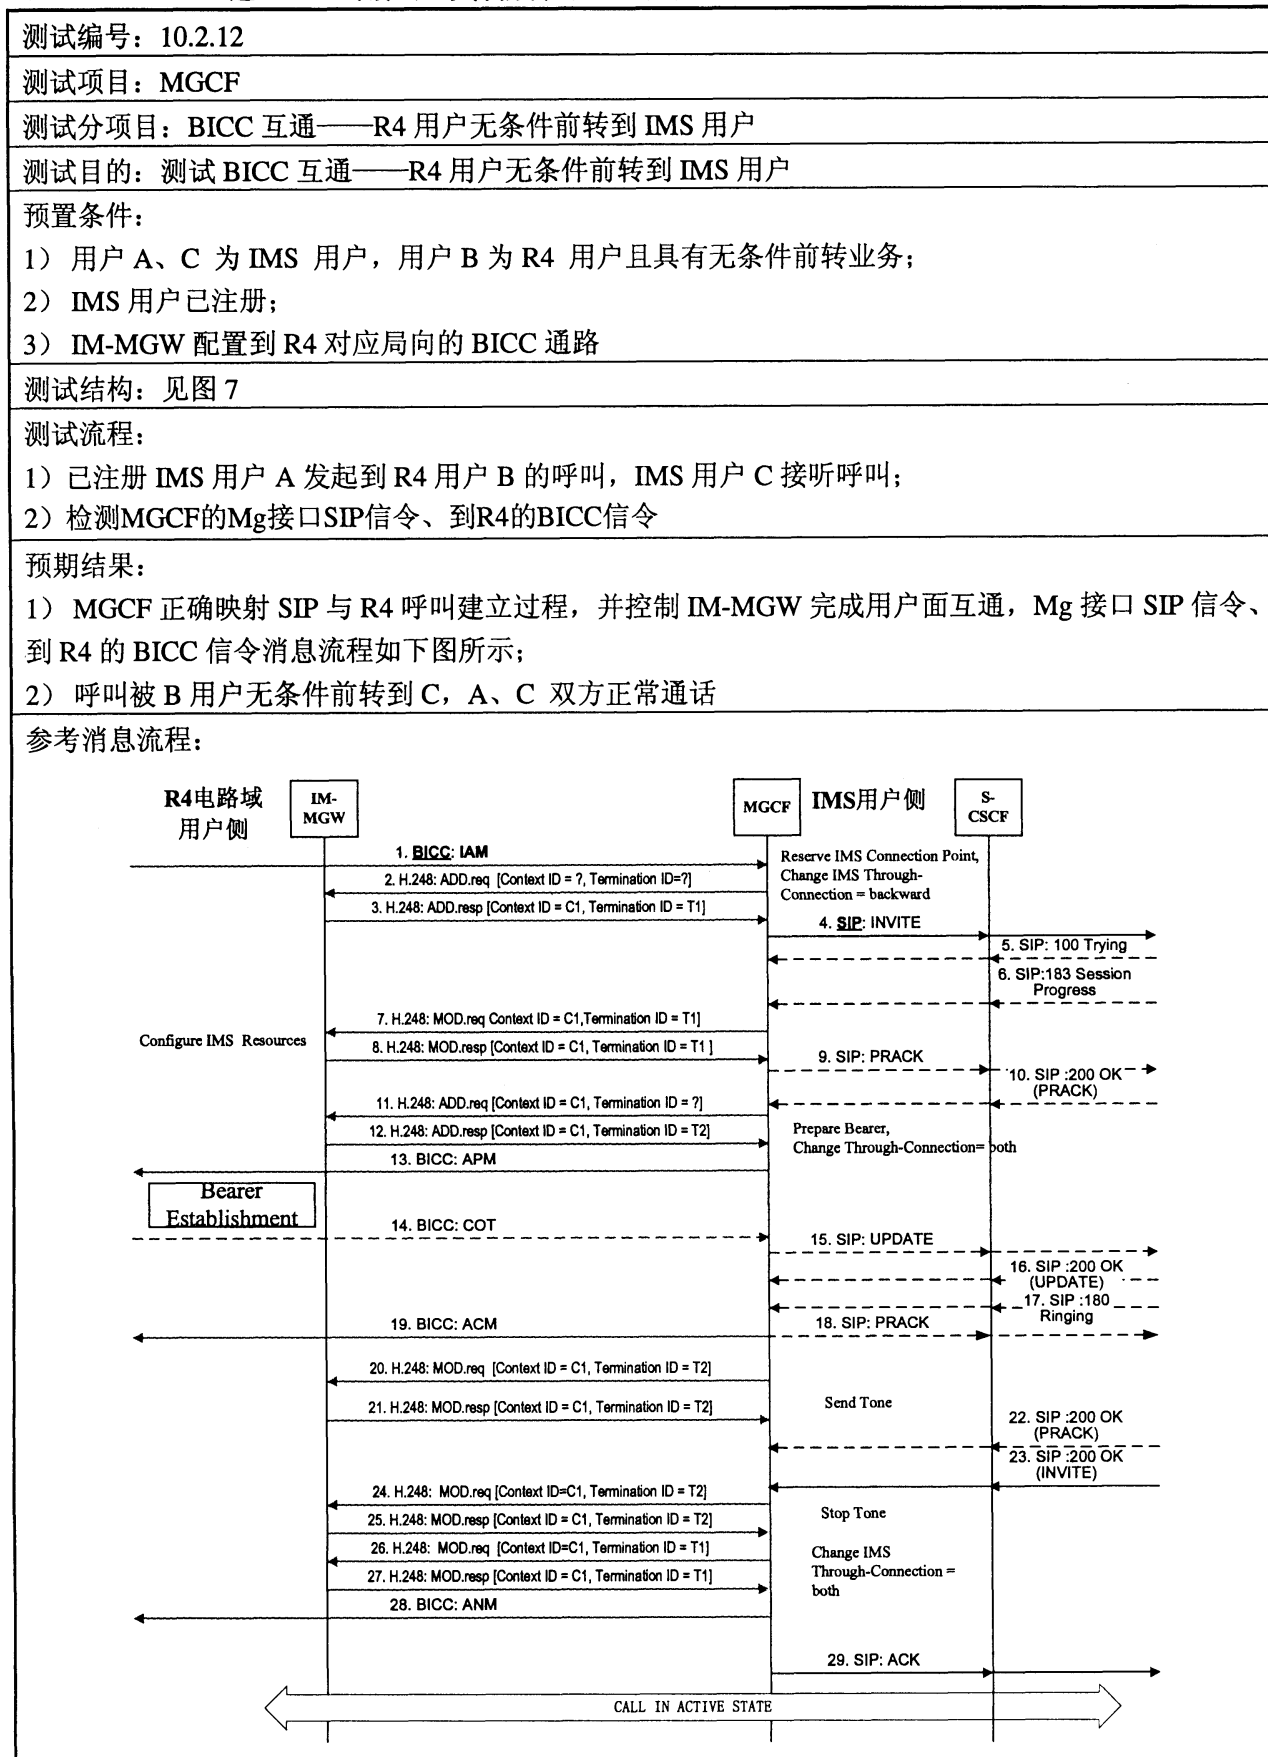 测试编号：10.2.12
测试项目：MGCF
测试分项目：BICC 互通——R4 用户无条件前转到 IMS 用户
测试目的：测试 BICC 互通——R4 用户无条件前转到 IMS 用户
预置条件：
1） 用户 A、C 为 IMS 用户，用户 B 为 R4 用户且具有无条件前转业务；
2） IMS 用户已注册；
3） IM-MGW 配置到 R4 对应局向的 BICC 通路
测试结构：见图 7
测试流程：
1）已注册 IMS 用户 A 发起到 R4 用户 B 的呼叫，IMS 用户 C 接听呼叫；
2）检测MGCF的Mg接口SIP信令、到R4的BICC信令
预期结果：
1） MGCF 正确映射 SIP 与 R4 呼叫建立过程，并控制 IM-MGW 完成用户面互通，Mg 接口 SIP 信令、
到 R4 的 BICC 信令消息流程如下图所示；
2） 呼叫被 B 用户无条件前转到 C，A、C 双方正常通话
参考消息流程：
R4电路域
用户侧
IM-
MGW
MGCF
IMS用户侧
S-
CSCF
1. BICC: IAM
Reserve IMS Connection Point,
Change IMS Through-
Connection = backward
2. H.248: ADD.req [Context ID = ?, Termination ID=?]
3. H.248: ADD.resp [Context ID = C1, Termination ID = T1]
4. SIP: INVITE
5. SIP: 100 Trying
6. SIP:183 Session
Progress
7. H.248: MOD.req Context ID = C1,Termination ID = T1]
Configure IMS Resources
8. H.248: MOD.resp [Context ID = C1, Termination ID = T1 ]
9. SIP: PRACK
10. SIP :200 OK
(PRACK)
11. H.248: ADD.req [Context ID = C1, Termination ID = ?]
12. H.248: ADD.resp [Context ID = C1, Termination ID = T2]
Prepare Bearer,
Change Through-Connection= both
13. BICC: APM
Bearer
Establishment
14. BICC: COT
15. SIP: UPDATE
16. SIP :200 OK
(UPDATE)
17. SIP :180
Ringing
19. BICC: ACM
18. SIP: PRACK
20. H.248: MOD.req [Context ID = C1, Termination ID = T2]
21. H.248: MOD.resp [Context ID = C1, Termination ID = T2]
Send Tone
22. SIP :200 OK
(PRACK)
23. SIP :200 OK
(INVITE)
24. H.248: MOD.req [Context ID=C1, Termination ID = T2]
25. H.248: MOD.resp [Context ID = C1, Termination ID = T2]
Stop Tone
26. H.248: MOD.req [Context ID=C1, Termination ID = T1]
27. H.248: MOD.resp [Context ID = C1, Termination ID = T1]
Change IMS
Through-Connection =
both
28. BICC: ANM
29. SIP: ACK
CALL IN ACTIVE STATE